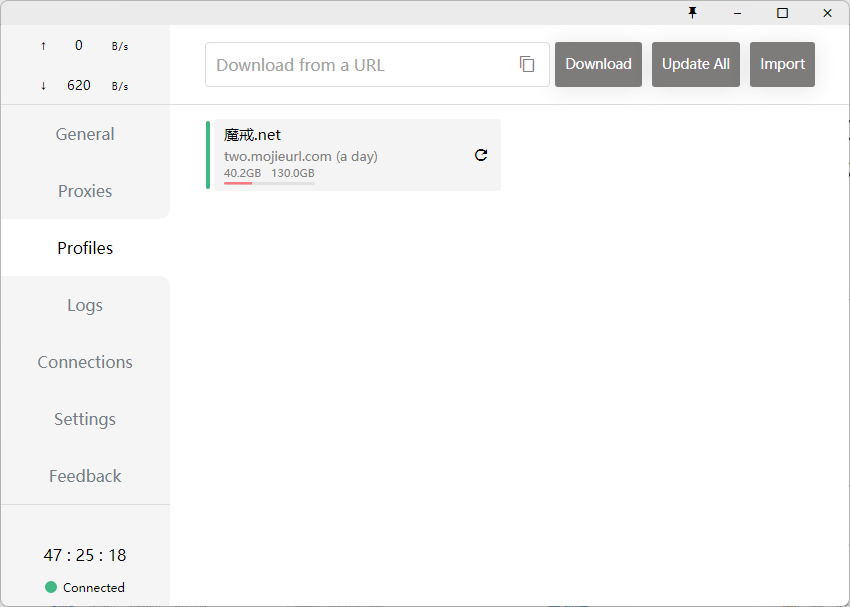 ↑ 0 B/s
↓ 620 B/s
General
Proxies
Profiles
Logs
Connections
Settings
Feedback
47 : 25 : 18
Connected
Download from a URL
Download
Update All
Import
魔戒.net
two.mojieurl.com (a day)
40.2GB 130.0GB